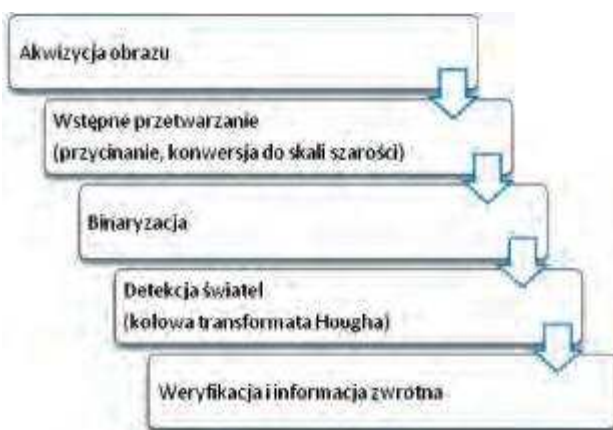 Akwizycja obrazu
Wstępne przetwarzanie
(przycinanie, konwersja do skali szarości)
Binaryzacja
Detekcja świateł
(kołowa transformata Hougha)
Weryfikacja i informacja zwrotna